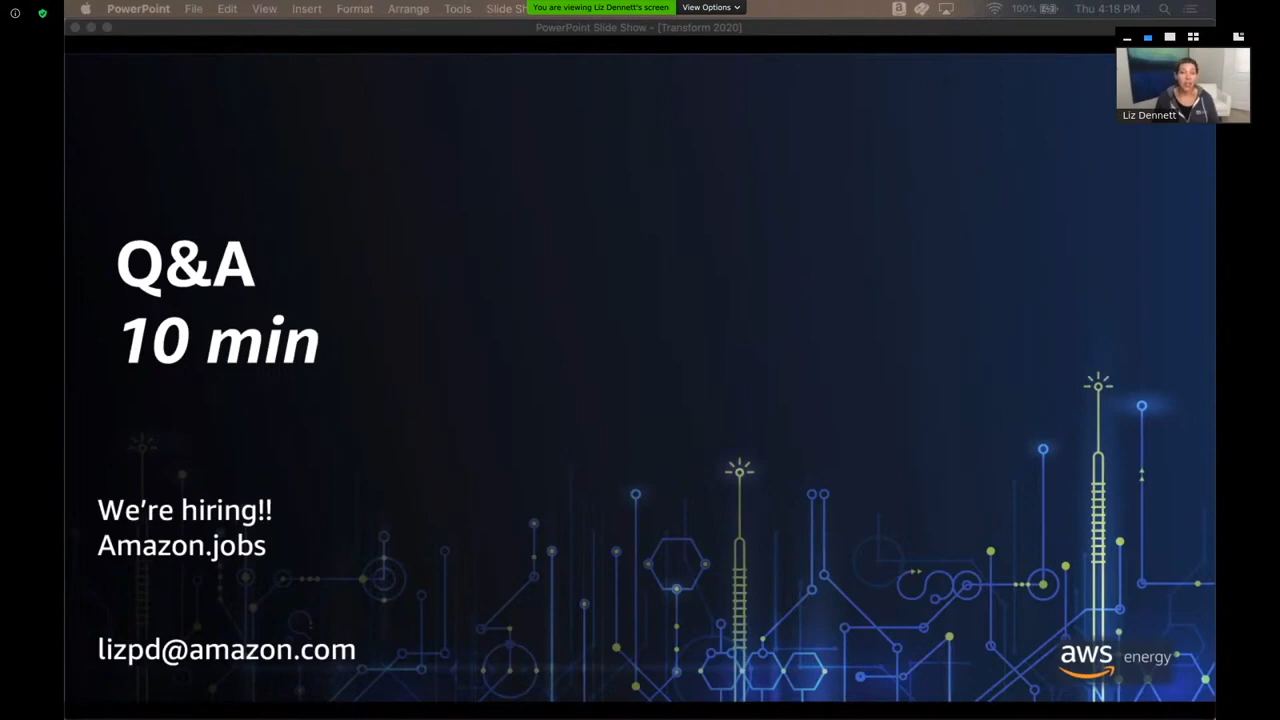 PowerPoint File Edit View Insert Format Arrange Tools Slide Sh
You are viewing Liz Dennett's screen View Options
100% Thu 4:18 PM
PowerPoint Slide Show - [Transform 2020]
Liz Dennett
Q&A
10 min
We're hiring!!
Amazon.jobs
lizpd@amazon.com
aws energy